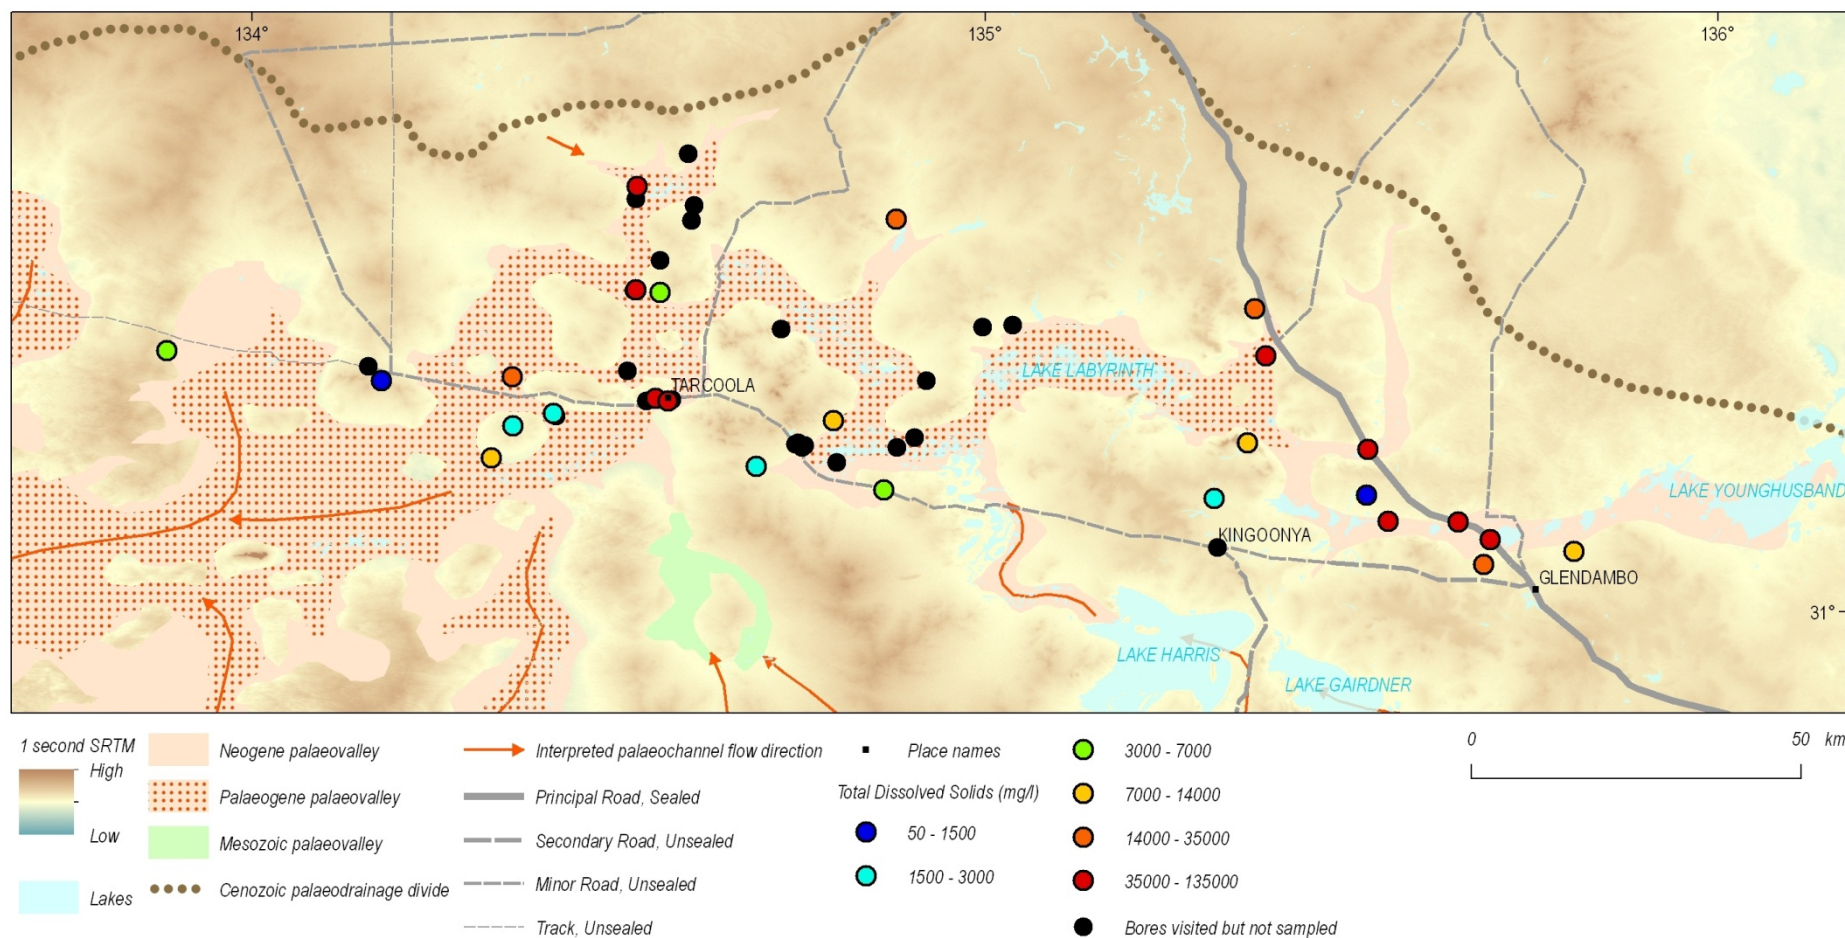 134°
135°
136°
TARCOOLA
LAKE LABYRINTH
LAKE YOUNGHUSBAND
KINGOONYA
GLENDAMBO
31°
LAKE HARRIS
LAKE GAIRDNER
1 second SRTM
High
Low
Lakes
Neogene palaeovalley
Palaeogene palaeovalley
Mesozoic palaeovalley
Cenozoic palaeodrainage divide
Interpreted palaeochannel flow direction
Principal Road, Sealed
Secondary Road, Unsealed
Minor Road, Unsealed
Track, Unsealed
Place names
Total Dissolved Solids (mg/l)
50 - 1500
1500 - 3000
3000 - 7000
7000 - 14000
14000 - 35000
35000 - 135000
Bores visited but not sampled
0 50 km